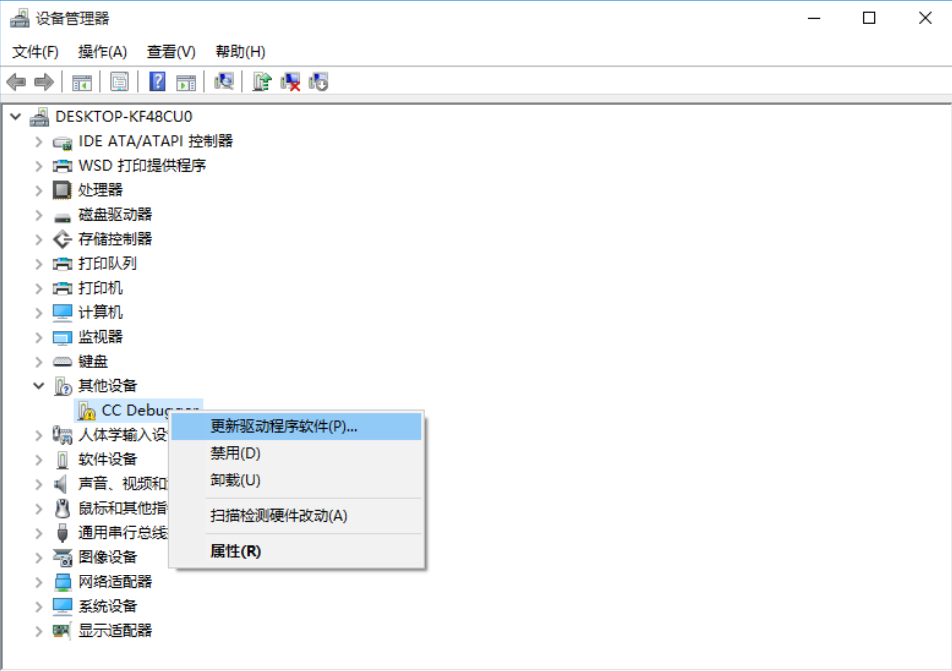 设备管理器
文件(F) 操作(A) 查看(V) 帮助(H)
DESKTOP-KF48CU0
IDE ATA/ATAPI 控制器
WSD 打印提供程序
处理器
磁盘驱动器
存储控制器
打印队列
打印机
计算机
监视器
键盘
其他设备
CC Debugger
更新驱动程序软件(P)...
人体学输入设
禁用(D)
软件设备
卸载(U)
声音、视频和
鼠标和其他指
扫描检测硬件改动(A)
通用串行总线
属性(R)
图像设备
网络适配器
系统设备
显示适配器